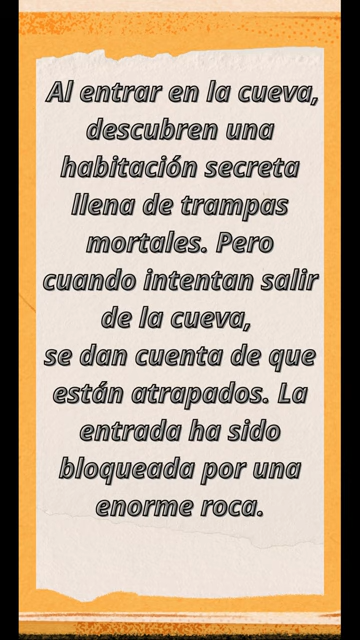 Al entrar en la cueva,
descubren una
habitación secreta
llena de trampas
mortales. Pero
cuando intentan salir
de la cueva,
se dan cuenta de que
están atrapados. La
entrada ha sido
bloqueada por una
enorme roca.